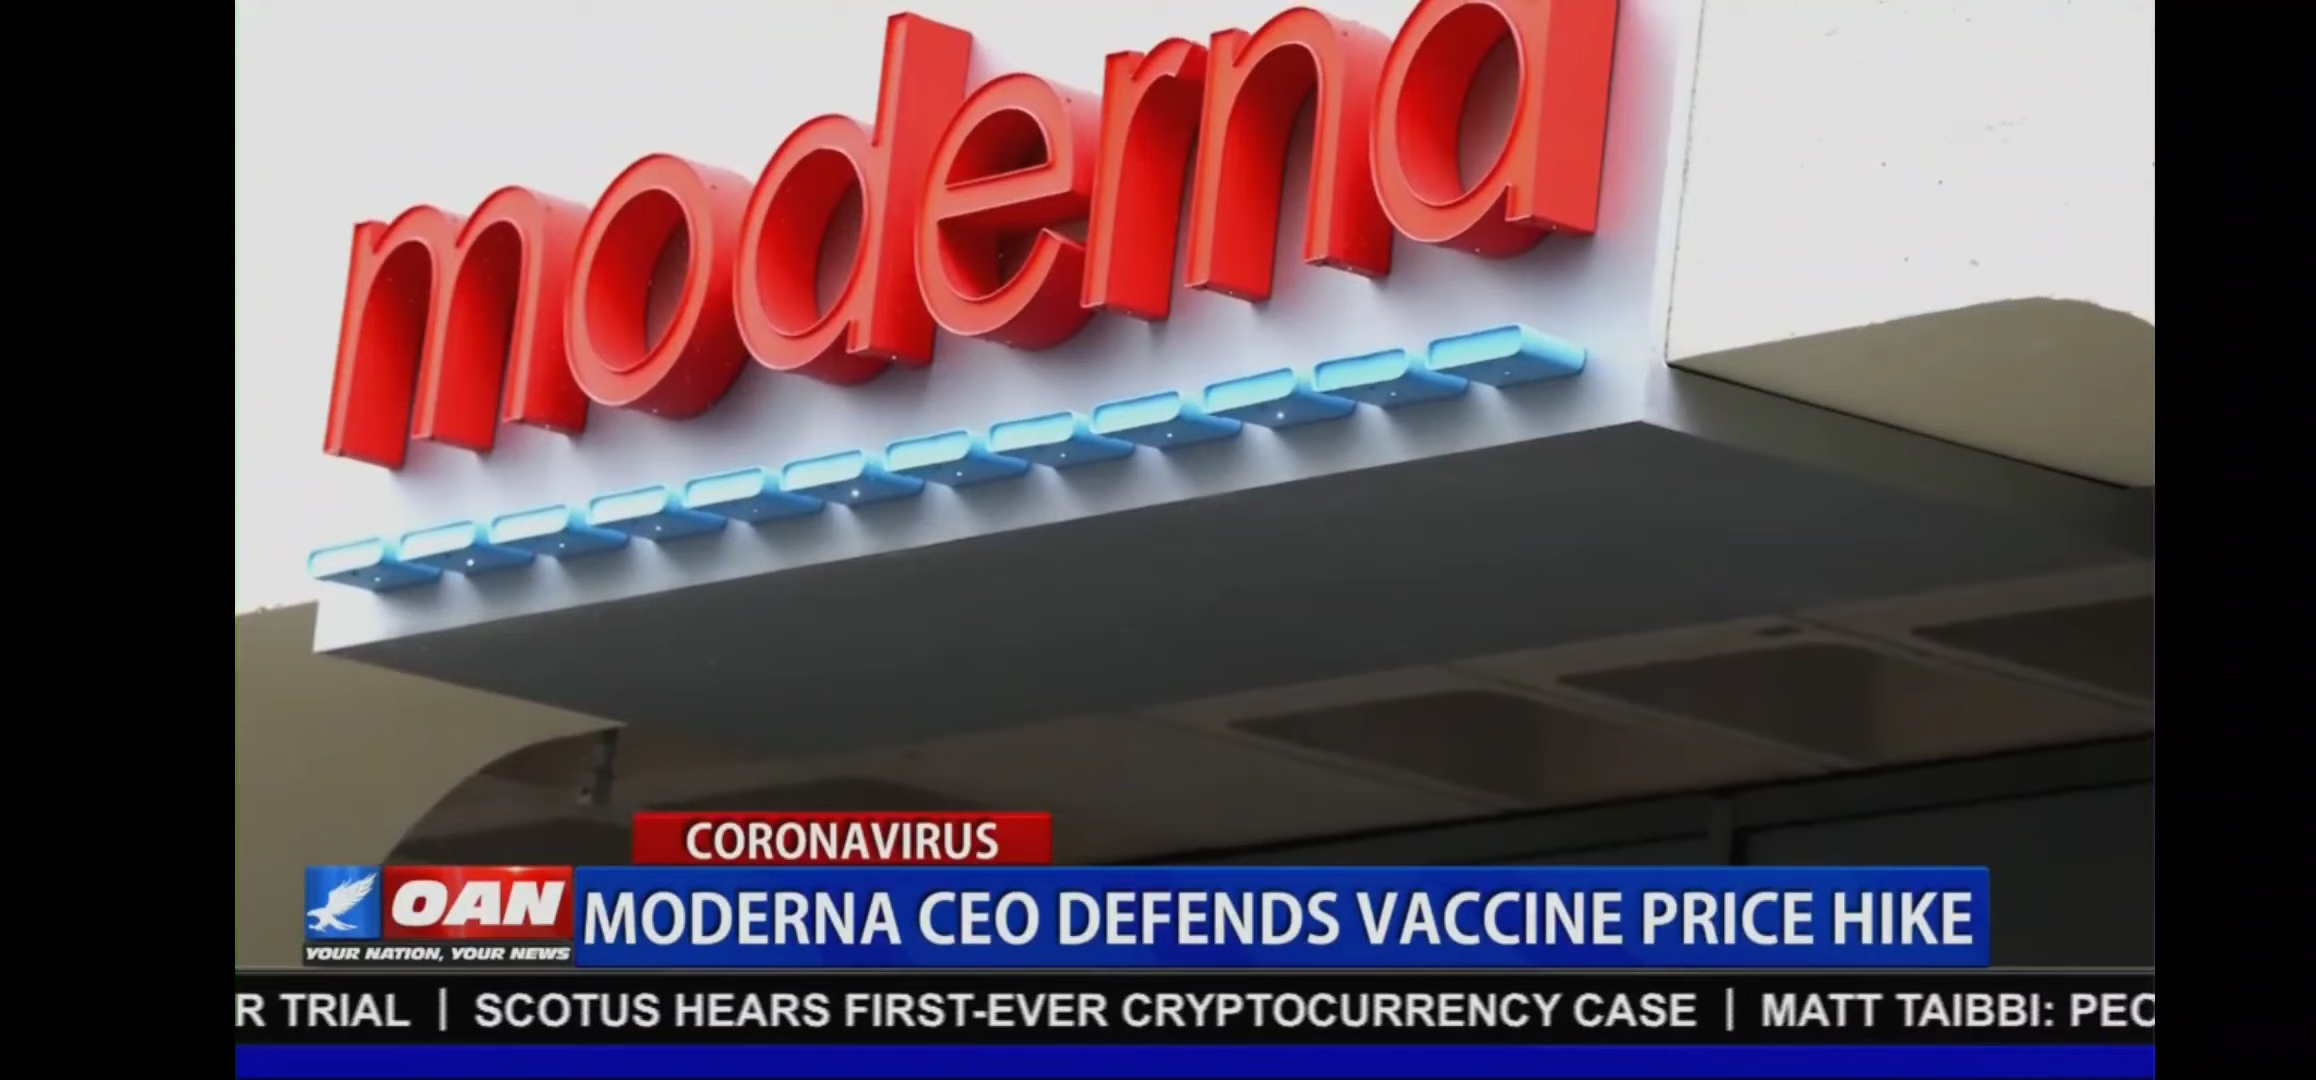 moderna
CORONAVIRUS
OAN
YOUR NATION, YOUR NEWS
MODERNA CEO DEFENDS VACCINE PRICE HIKE
R TRIAL | SCOTUS HEARS FIRST-EVER CRYPTOCURRENCY CASE | MATT TAIBBI: PEC